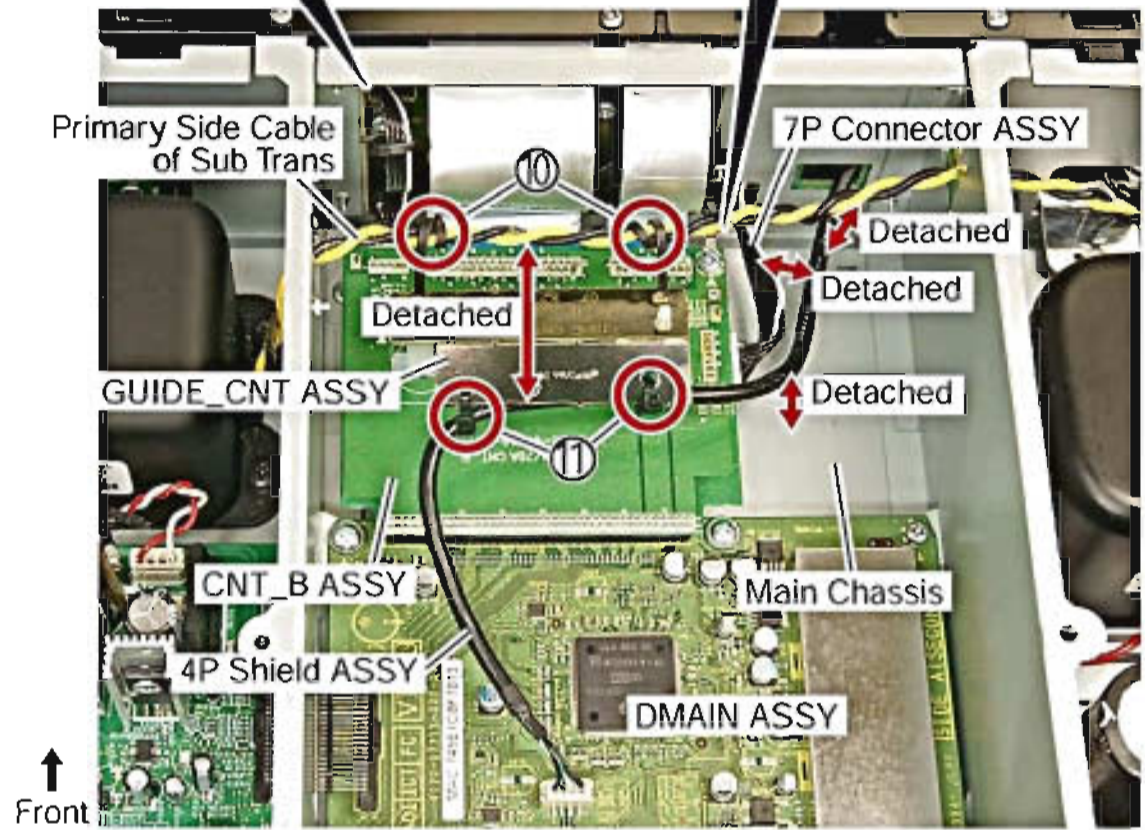 Primary Side Cable
of Sub Trans
⑩
7P Connector ASSY
Detached
Detached
Detached
GUIDE_CNT ASSY
Detached
⑪
CNT_B ASSY
Main Chassis
4P Shield ASSY
DMAIN ASSY
Front